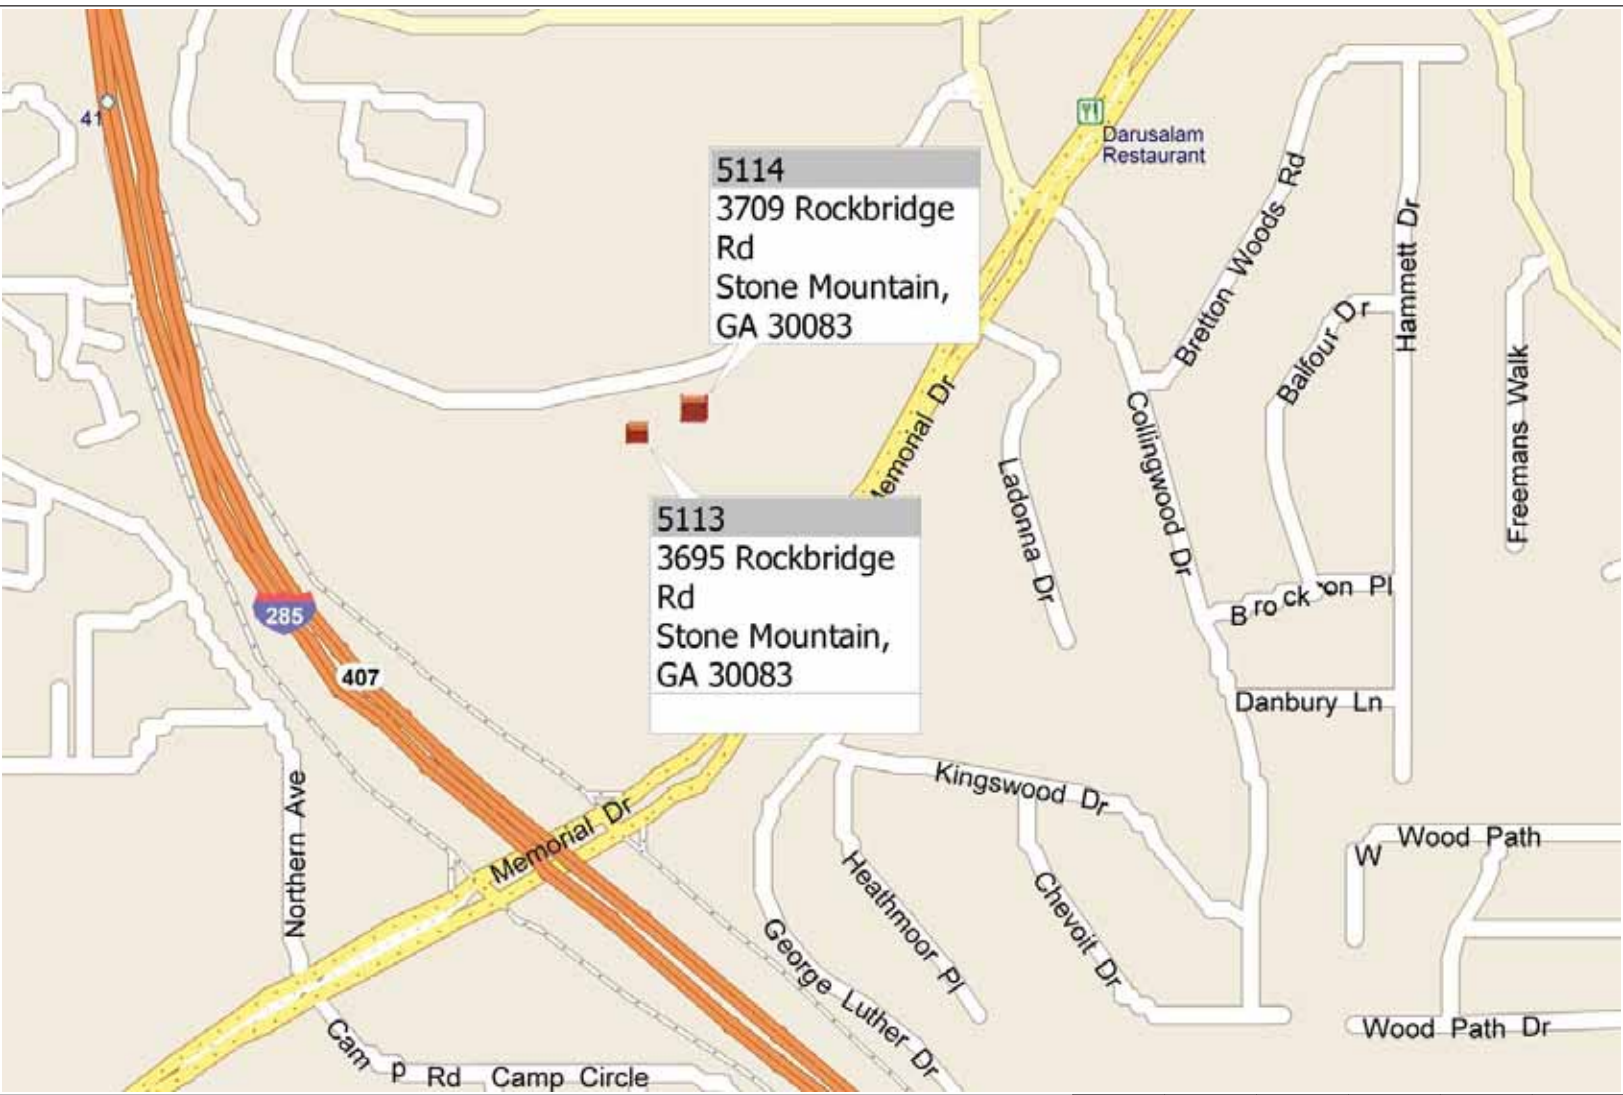 41
Darusalam
Restaurant
5114
3709 Rockbridge
Rd
Stone Mountain,
GA 30083
Bretton Woods Rd
Hammett Dr
Balfour Dr
Freemans Walk
Memorial Dr
Collingwood Dr
Ladonna Dr
5113
3695 Rockbridge
Rd
Stone Mountain,
GA 30083
Brock on Pl
285
407
Danbury Ln
Kingswood Dr
Northern Ave
Memorial Dr
Wood Path
W
Heathmoor Pl
Chevoit Dr
George Luther Dr
Wood Path Dr
Camp Rd
Camp Circle